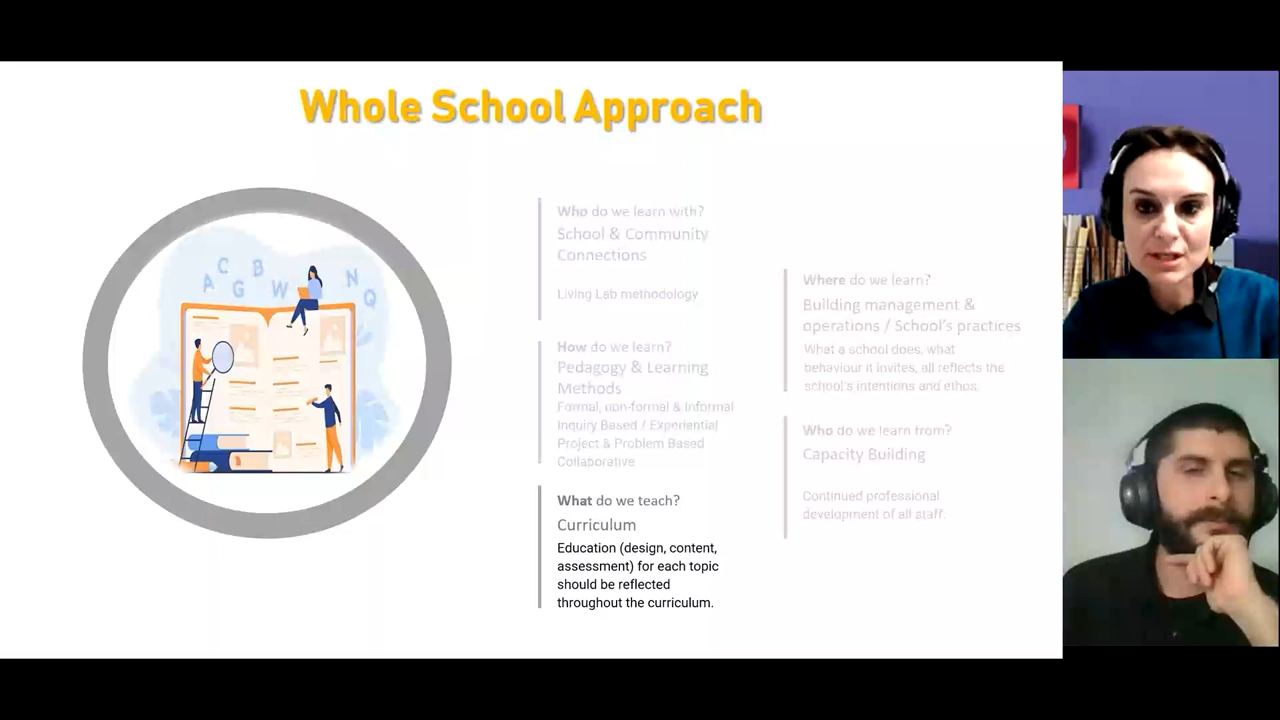 Whole School Approach
A
C
G
B
W
N
Q
Who do we learn with?
School & Community
Connections
Living Lab methodology
How do we learn?
Pedagogy & Learning
Methods
Formal, non-formal & Informal
Inquiry Based / Experiential
Project & Problem Based
Collaborative
What do we teach?
Curriculum
Education (design, content,
assessment) for each topic
should be reflected
throughout the curriculum.
Where do we learn?
Building management &
operations / School's practices
What a school does, what
behaviour it invites, all reflects the
school's intentions and ethos.
Who do we learn from?
Capacity Building
Continued professional
development of all staff.